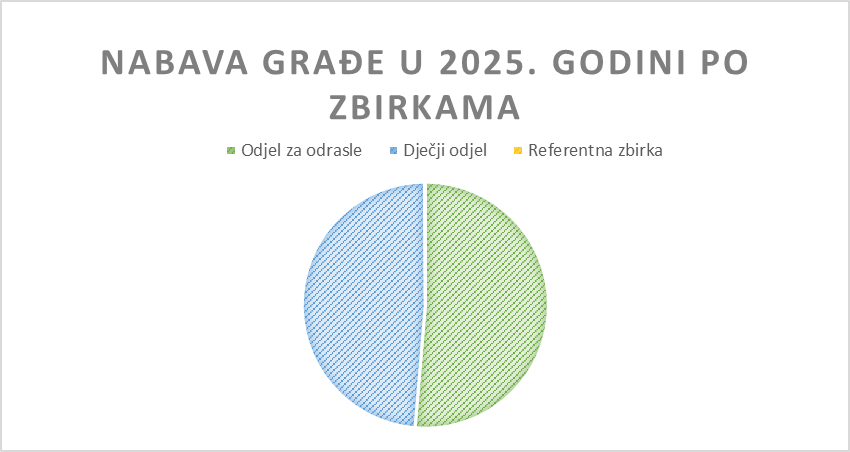 NABAVA GRAĐE U 2025. GODINI PO
ZBIRKAMA
Odjel za odrasle Dječji odjel Referentna zbirka